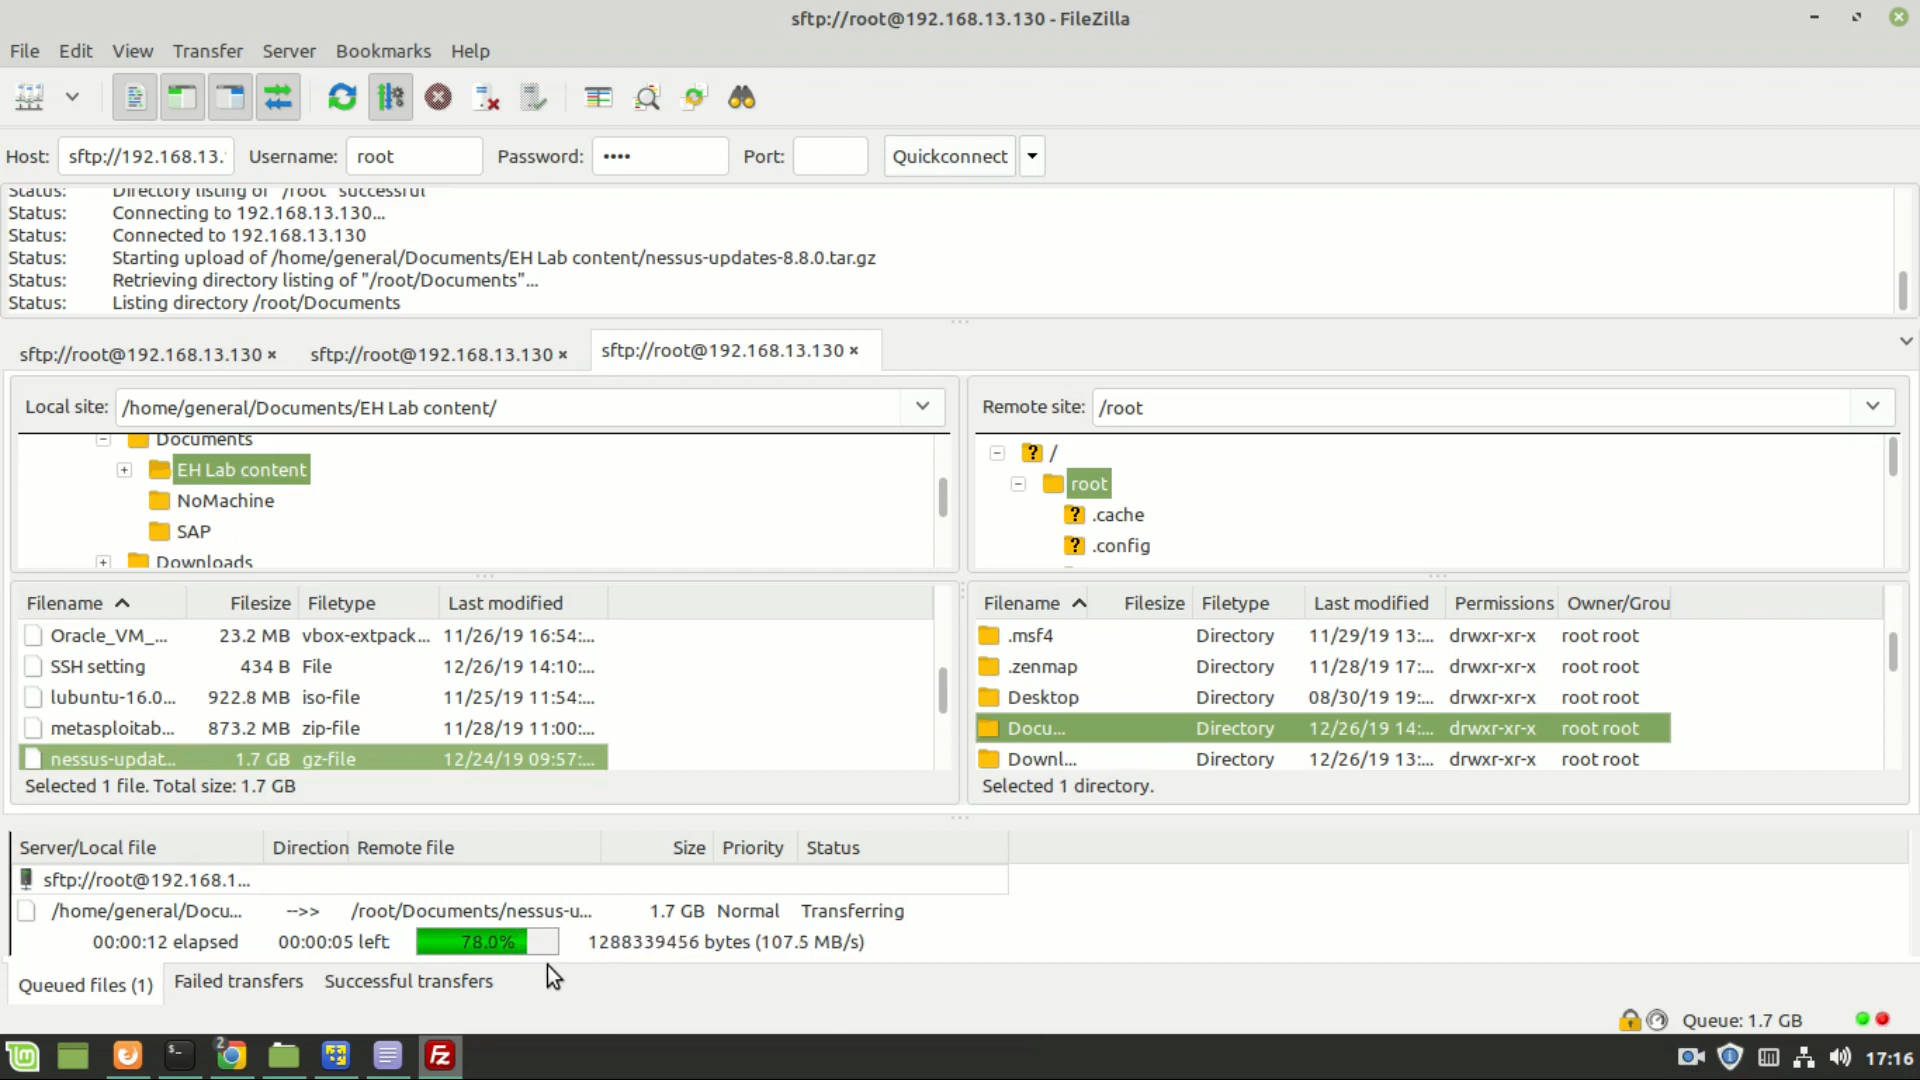 sftp://root@192.168.13.130 - FileZilla
File Edit View Transfer Server Bookmarks Help
Host: sftp://192.168.13. Username: root Password: •••• Port: Quickconnect
Status: Directory listing of "/root" successful
Status: Connecting to 192.168.13.130...
Status: Connected to 192.168.13.130
Status: Starting upload of /home/general/Documents/EH Lab content/nessus-updates-8.8.0.tar.gz
Status: Retrieving directory listing of "/root/Documents"...
Status: Listing directory /root/Documents
sftp://root@192.168.13.130 × sftp://root@192.168.13.130 × sftp://root@192.168.13.130 ×
Local site: /home/general/Documents/EH Lab content/
Documents
EH Lab content
NoMachine
SAP
Downloads
Remote site: /root
? /
root
? .cache
? .config
Filename Filesize Filetype Last modified
Oracle_VM_... 23.2 MB vbox-extpack... 11/26/19 16:54:...
SSH setting 434 B File 12/26/19 14:10:...
lubuntu-16.0... 922.8 MB iso-file 11/25/19 11:54:...
metasploitab... 873.2 MB zip-file 11/28/19 11:00:...
nessus-updat... 1.7 GB gz-file 12/24/19 09:57:...
Selected 1 file. Total size: 1.7 GB
Filename Filesize Filetype Last modified Permissions Owner/Grou
.msf4 Directory 11/29/19 13:... drwxr-xr-x root root
.zenmap Directory 11/28/19 17:... drwxr-xr-x root root
Desktop Directory 08/30/19 19:... drwxr-xr-x root root
Docu... Directory 12/26/19 14:... drwxr-xr-x root root
Downl... Directory 12/26/19 13:... drwxr-xr-x root root
Selected 1 directory.
Server/Local file Direction Remote file Size Priority Status
sftp://root@192.168.1...
/home/general/Docu... -->> /root/Documents/nessus-u... 1.7 GB Normal Transferring
00:00:12 elapsed 00:00:05 left 78.0% 1288339456 bytes (107.5 MB/s)
Queued files (1) Failed transfers Successful transfers
Queue: 1.7 GB
2
Fz
17:16